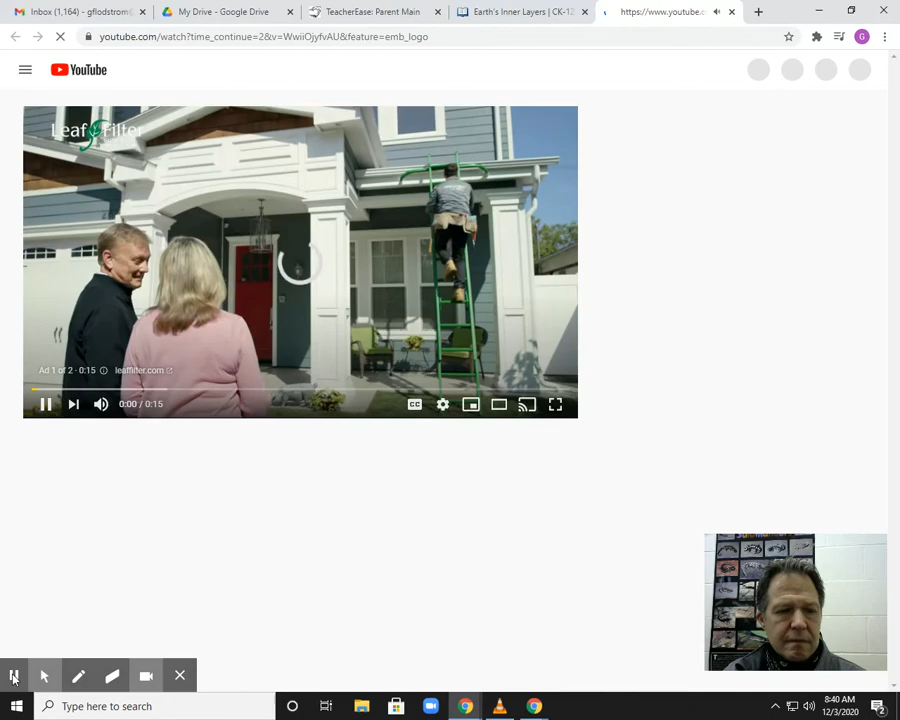 Inbox (1,164) - gflodstrom@
My Drive - Google Drive
TeacherEase: Parent Main
Earth's Inner Layers | CK-12
https://www.youtube.c
youtube.com/watch?time_continue=2&v=WwiiOjyfvAU&feature=emb_logo
G
YouTube
LeafFilter
Ad 1 of 2 · 0:15 leaffilter.com
0:00 / 0:15
CC
Type here to search
8:40 AM
12/3/2020
2